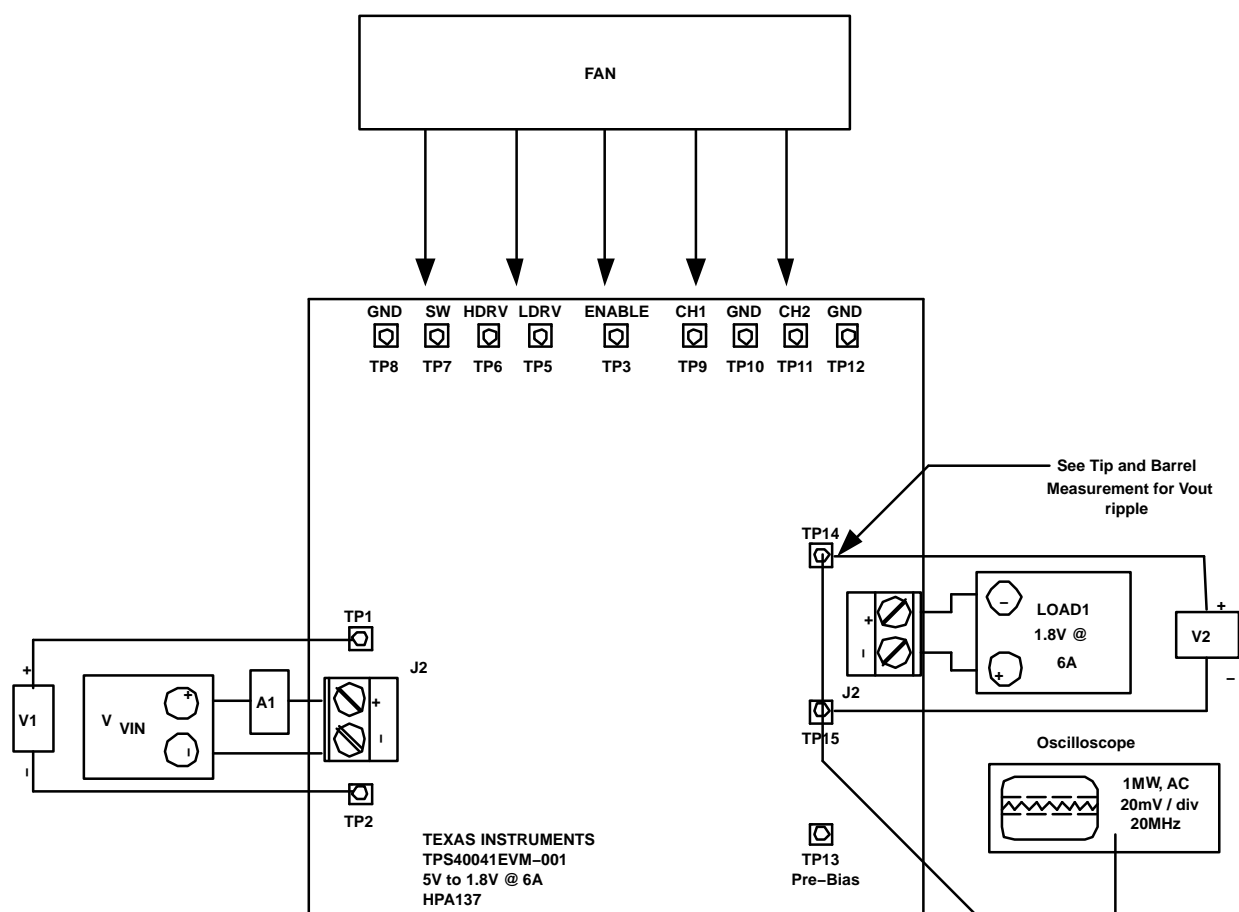 FAN
GND SW HDRV LDRV ENABLE CH1 GND CH2 GND
TP8 TP7 TP6 TP5 TP3 TP9 TP10 TP11 TP12
See Tip and Barrel
Measurement for Vout
ripple
TP14
TP1
J2
+
V1
−
V VIN
+
−
A1
+
−
TP2
+
−
J2
−
+
LOAD1
1.8V @
6A
+
V2
−
TP15
Oscilloscope
1MW, AC
20mV / div
20MHz
TP13
Pre−Bias
TEXAS INSTRUMENTS
TPS40041EVM−001
5V to 1.8V @ 6A
HPA137